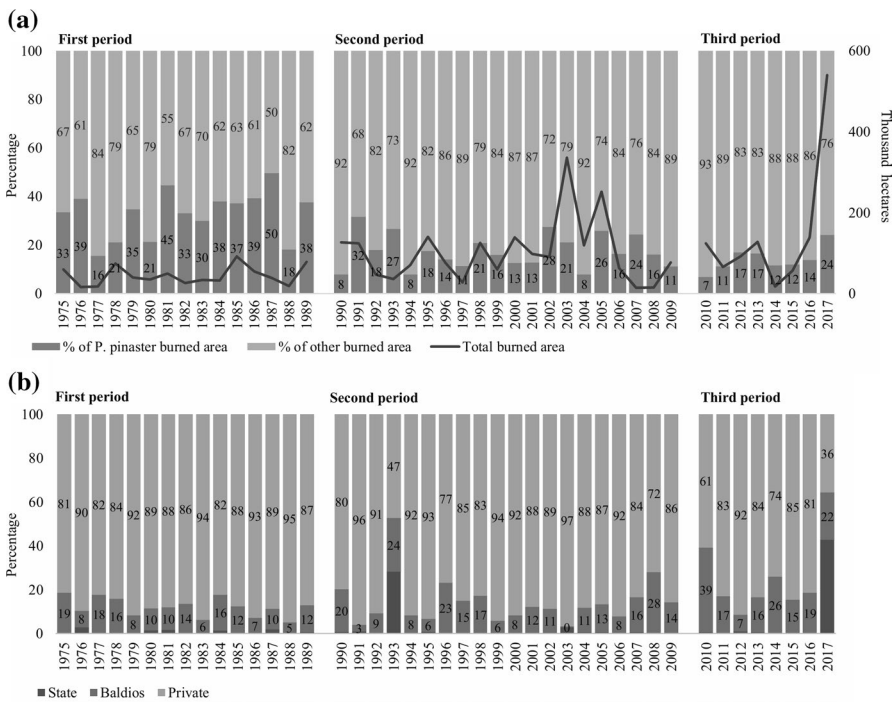 (a)
First period Second period Third period
100 600
80
60 400
40
20 200
0 0
Percentage
Thousand hectares
67 61 84 79 65 79 55 67 70 62 63 61 50 82 62
33 39 16 21 35 21 45 33 30 38 37 39 50 18 38
92 68 82 73 92 82 86 89 79 84 87 87 72 79 92 74 84 76 84 89
8 32 18 27 8 18 14 11 21 16 13 13 28 21 8 26 16 24 16 11
93 89 83 83 88 88 86 76
7 11 17 17 12 12 14 24
1975 1976 1977 1978 1979 1980 1981 1982 1983 1984 1985 1986 1987 1988 1989
1990 1991 1992 1993 1994 1995 1996 1997 1998 1999 2000 2001 2002 2003 2004 2005 2006 2007 2008 2009
2010 2011 2012 2013 2014 2015 2016 2017
% of P. pinaster burned area % of other burned area Total burned area
(b)
First period Second period Third period
100
80
60
40
20
0
Percentage
81 90 82 84 92 89 88 86 94 82 88 93 89 95 87
19 8 18 16 8 10 10 14 6 16 12 7 10 5 12
80 96 91 47 92 93 77 85 83 94 92 88 89 97 88 87 92 84 72 86
20 3 9 24 8 6 23 15 17 6 8 12 11 0 11 13 8 16 28 14
61 83 92 84 74 85 81 36
39 17 7 16 26 15 19 22
1975 1976 1977 1978 1979 1980 1981 1982 1983 1984 1985 1986 1987 1988 1989
1990 1991 1992 1993 1994 1995 1996 1997 1998 1999 2000 2001 2002 2003 2004 2005 2006 2007 2008 2009
2010 2011 2012 2013 2014 2015 2016 2017
State Baldios Private